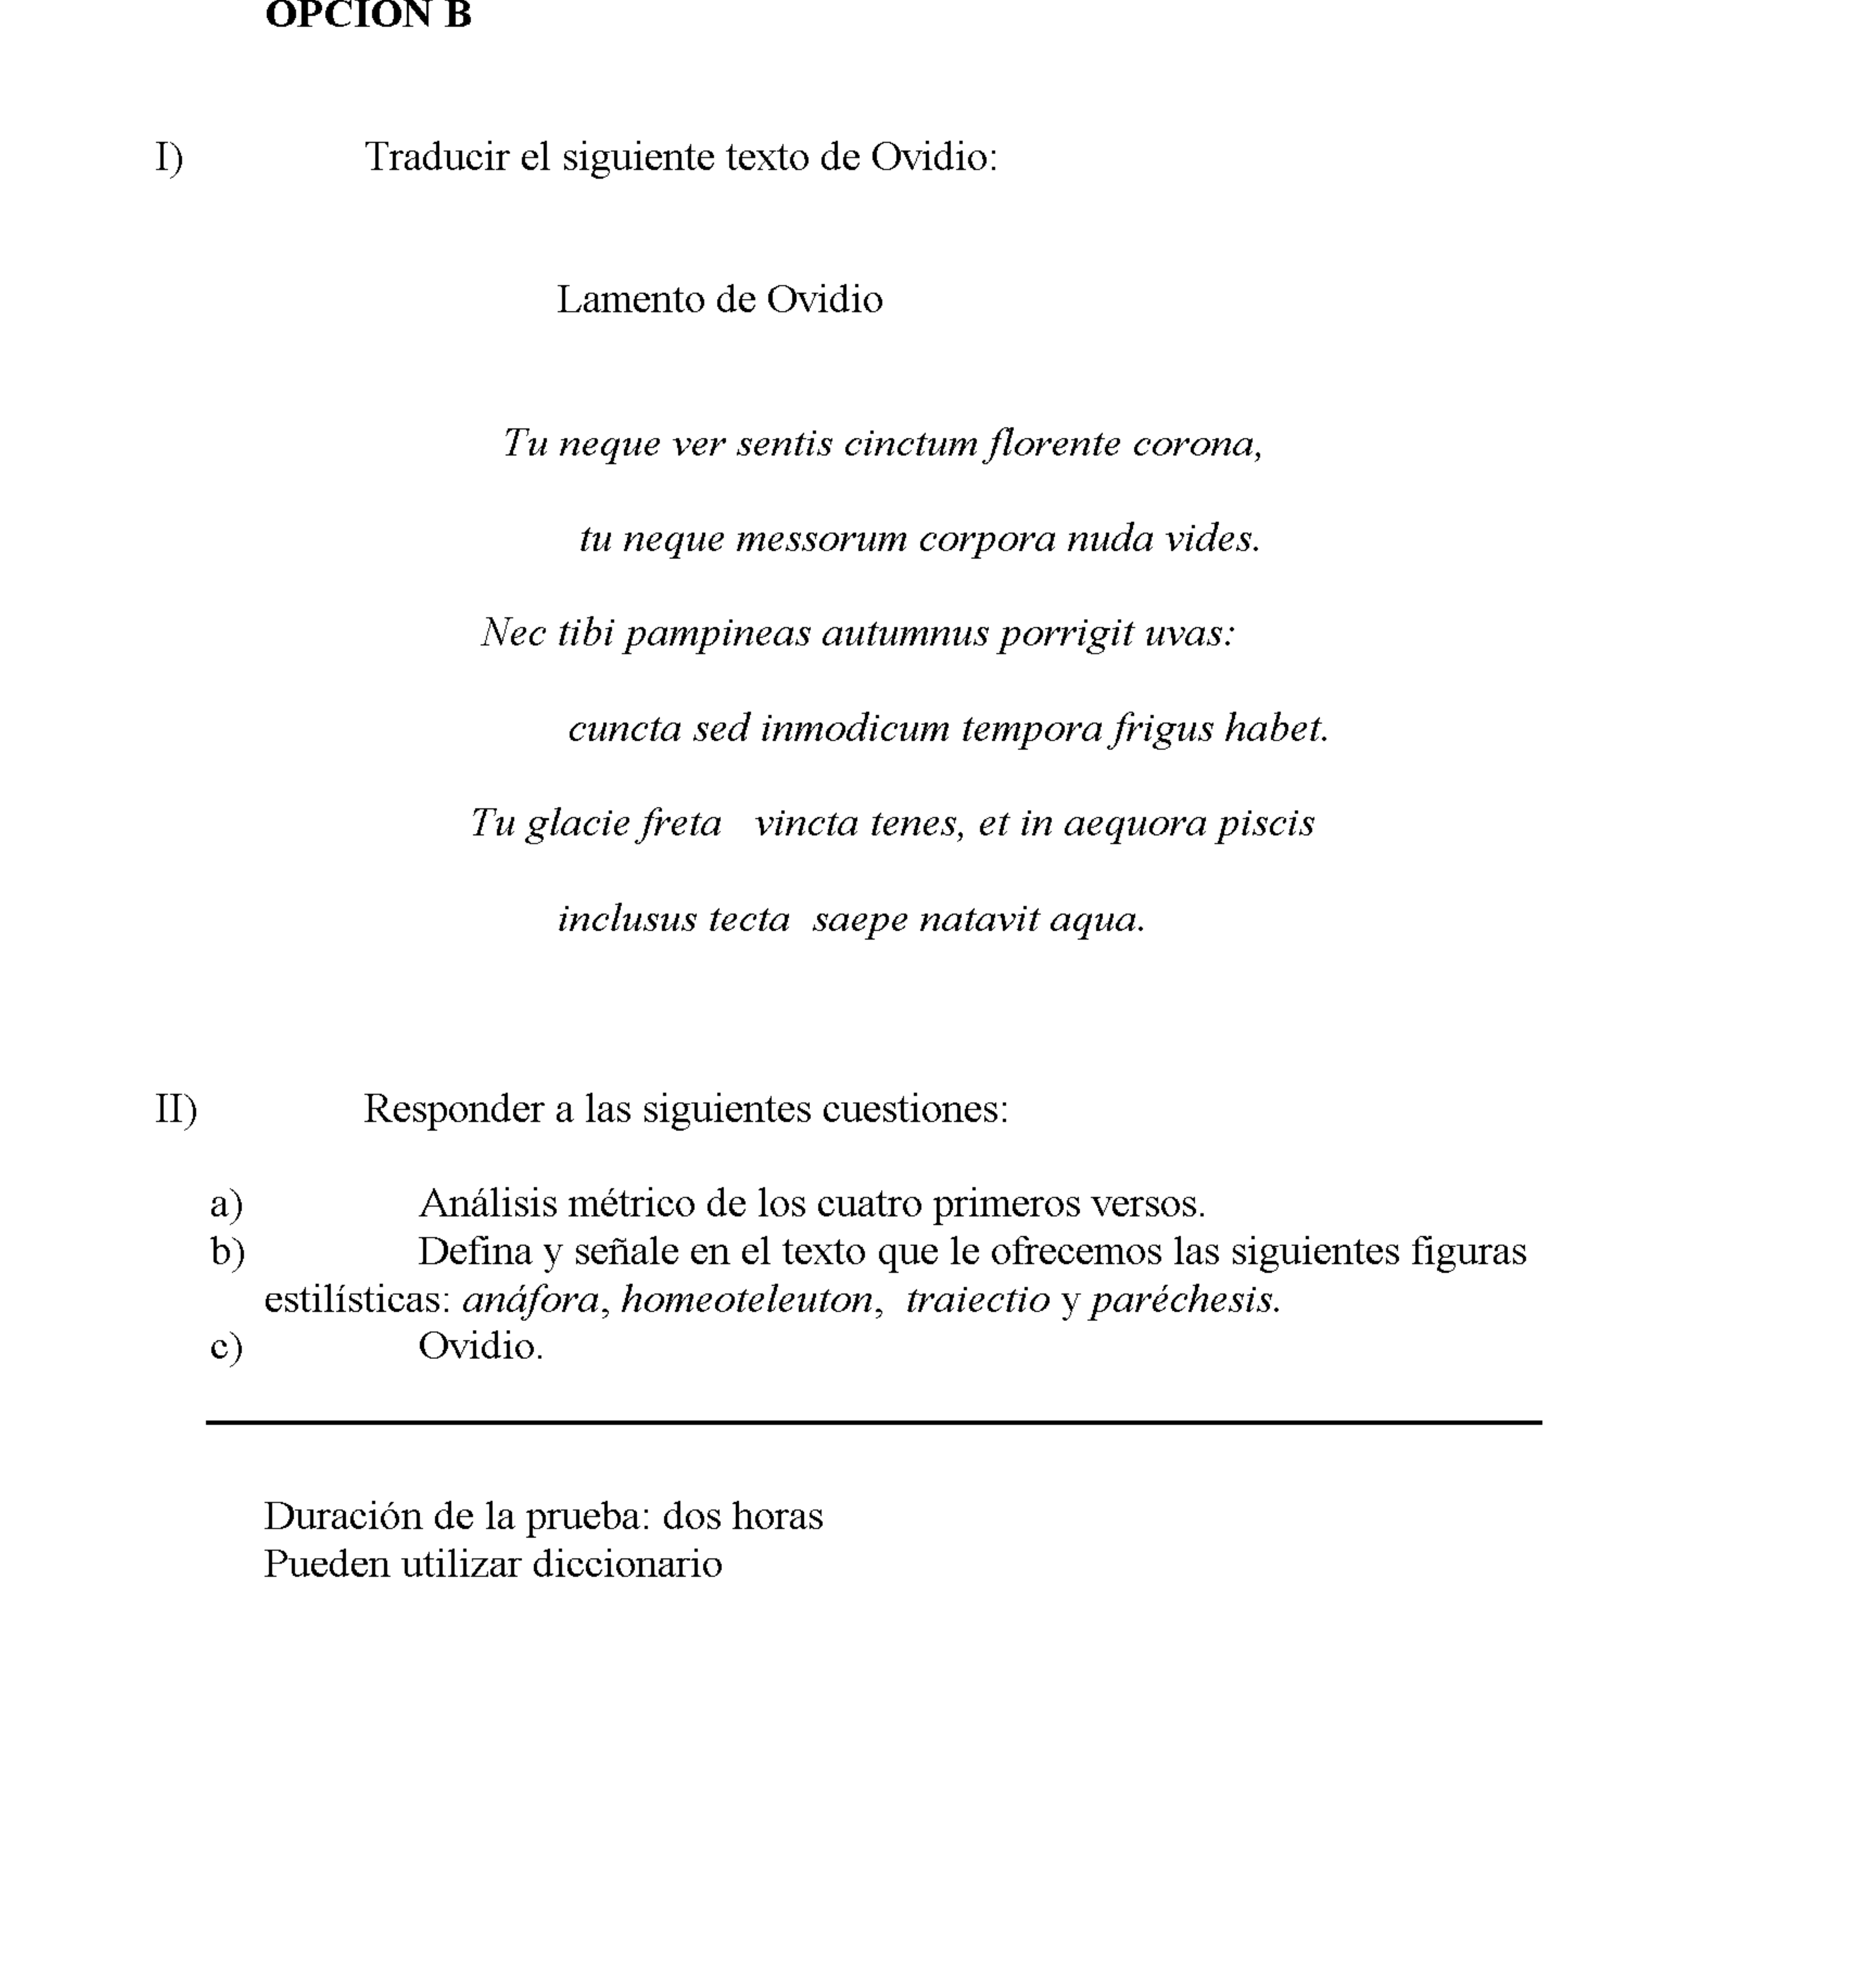 OPCION B
I) Traducir el siguiente texto de Ovidio:
Lamento de Ovidio
Tu neque ver sentis cinctum florente corona,
tu neque messorum corpora nuda vides.
Nec tibi pampineas autumnus porrigit uvas:
cuncta sed inmodicum tempora frigus habet.
Tu glacie freta vincta tenes, et in aequora piscis
inclusus tecta saepe natavit aqua.
II) Responder a las siguientes cuestiones:
a) Análisis métrico de los cuatro primeros versos.
b) Defina y señale en el texto que le ofrecemos las siguientes figuras
estilísticas: anáfora, homeoteleuton, traiectio y paréchesis.
c) Ovidio.
Duración de la prueba: dos horas
Pueden utilizar diccionario